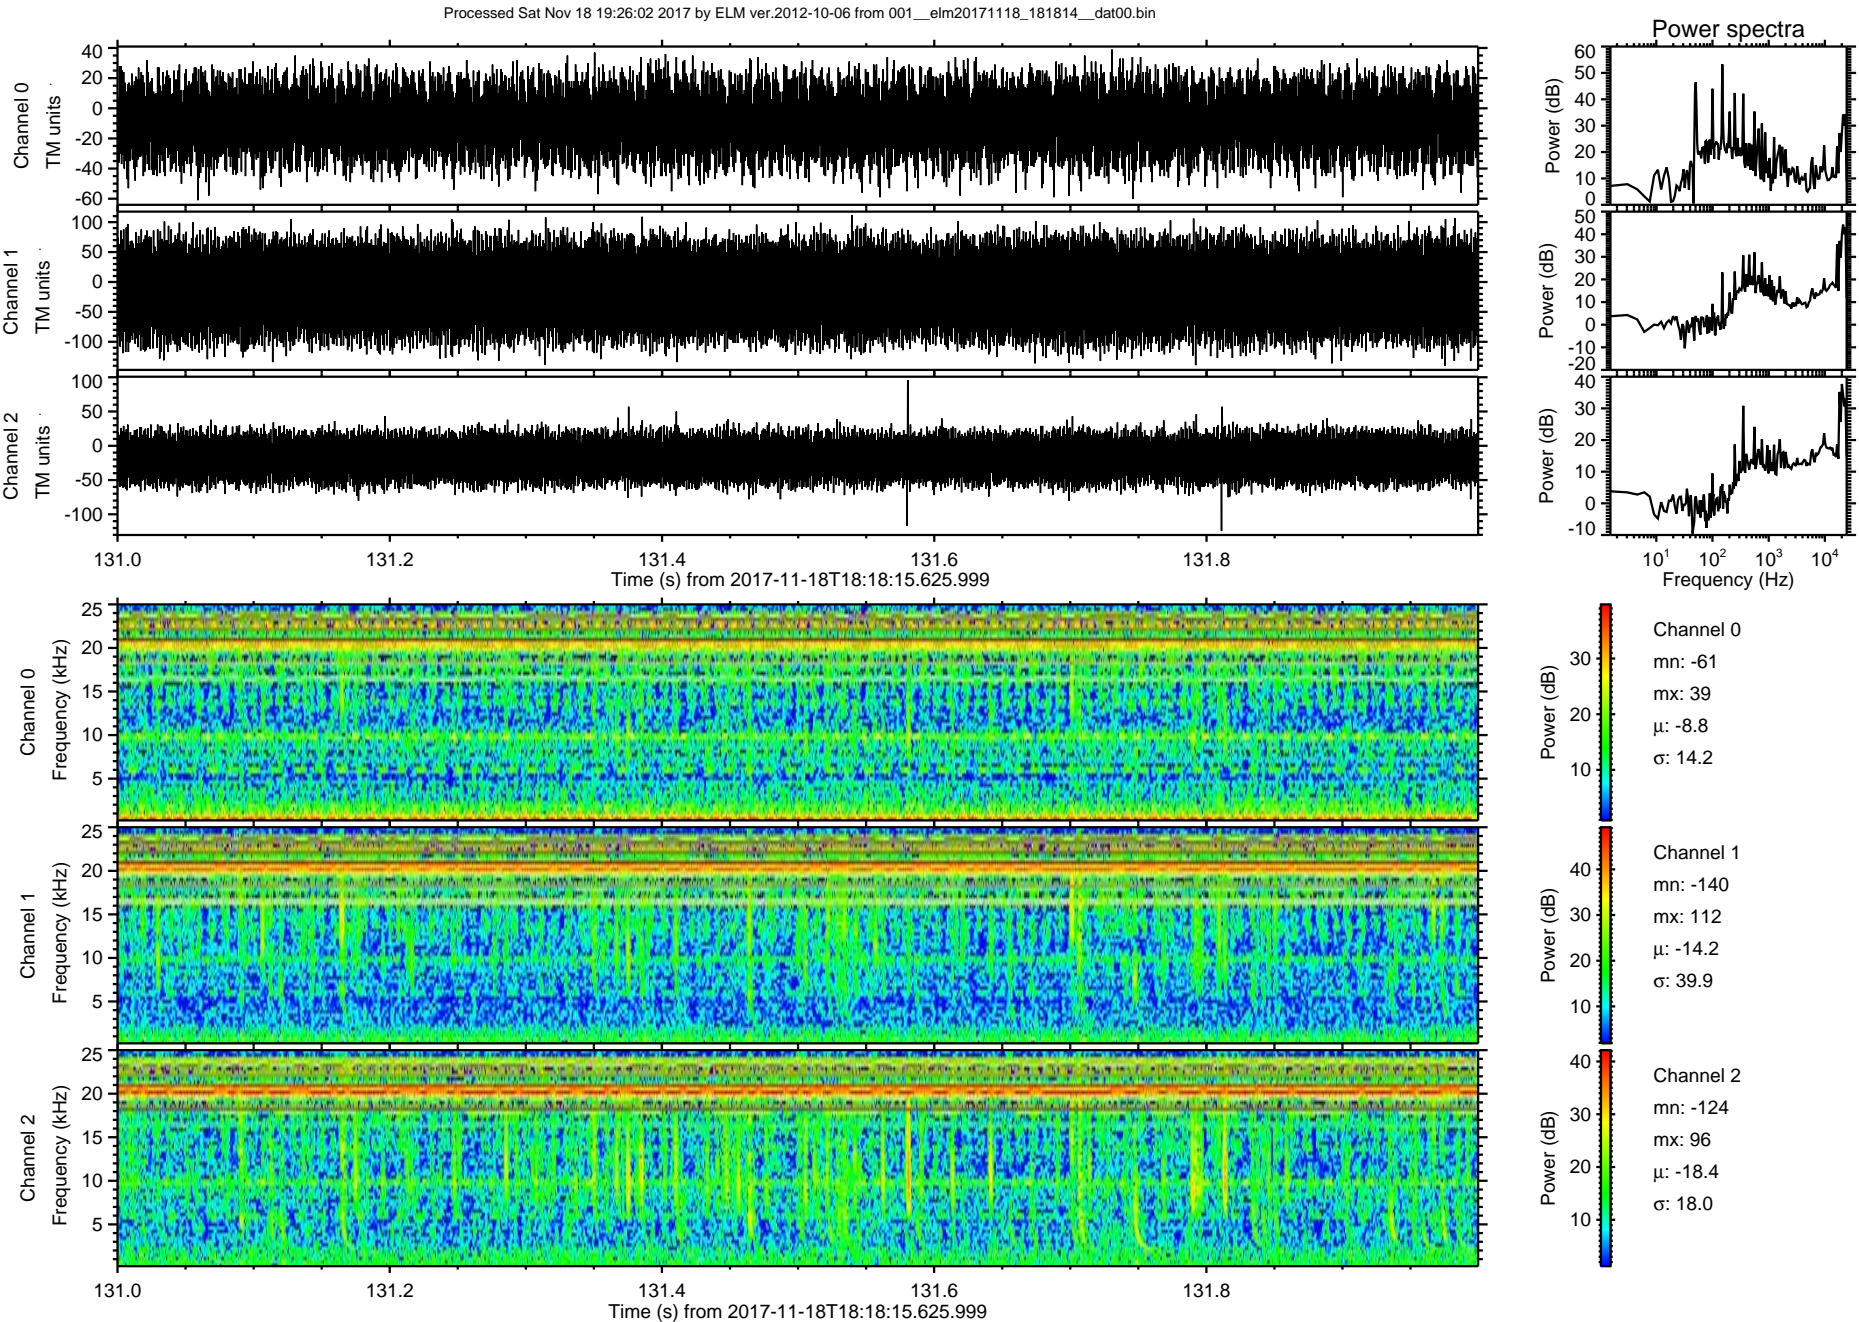 Processed Sat Nov 18 19:26:02 2017 by ELM ver.2012-10-06 from 001__elm20171118_181814__dat00.bin
Power spectra
Channel 0
TM units
40
20
0
-20
-40
-60
Power (dB)
60
50
40
30
20
10
0
Channel 1
TM units
100
50
0
-50
-100
Power (dB)
50
40
30
20
10
0
-10
-20
Channel 2
TM units
100
50
0
-50
-100
Power (dB)
40
30
20
10
0
-10
131.0 131.2 131.4 131.6 131.8
Time (s) from 2017-11-18T18:18:15.625.999
10^1 10^2 10^3 10^4
Frequency (Hz)
Channel 0
Frequency (kHz)
25
20
15
10
5
Power (dB)
30
20
10
Channel 0
mn: -61
mx: 39
μ: -8.8
σ: 14.2
Channel 1
Frequency (kHz)
25
20
15
10
5
Power (dB)
40
30
20
10
Channel 1
mn: -140
mx: 112
μ: -14.2
σ: 39.9
Channel 2
Frequency (kHz)
25
20
15
10
5
Power (dB)
40
30
20
10
Channel 2
mn: -124
mx: 96
μ: -18.4
σ: 18.0
131.0 131.2 131.4 131.6 131.8
Time (s) from 2017-11-18T18:18:15.625.999